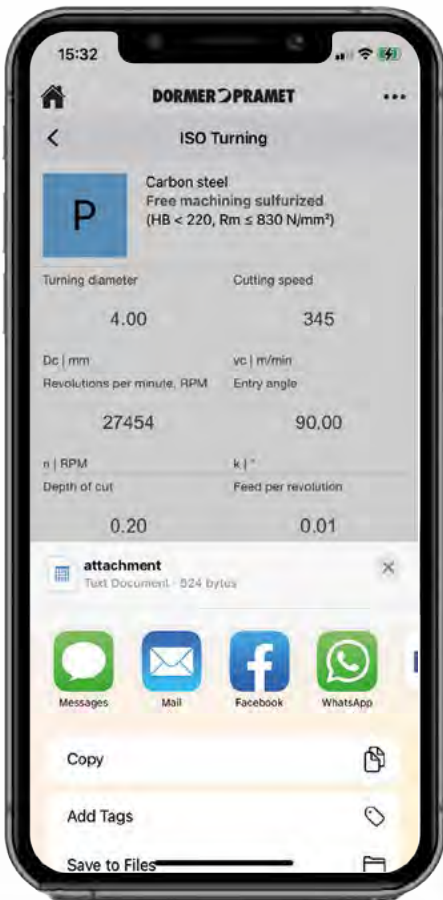 15:32
DORMER PRAMET
ISO Turning
P
Carbon steel
Free machining sulfurized
(HB < 220, Rm ≤ 830 N/mm²)
Turning diameter Cutting speed
4.00 345
Dc | mm vc | m/min
Revolutions per minute, RPM Entry angle
27454 90.00
n | RPM k | °
Depth of cut Feed per revolution
0.20 0.01
attachment
Text Document · 524 bytes
Messages Mail Facebook WhatsApp
Copy
Add Tags
Save to Files